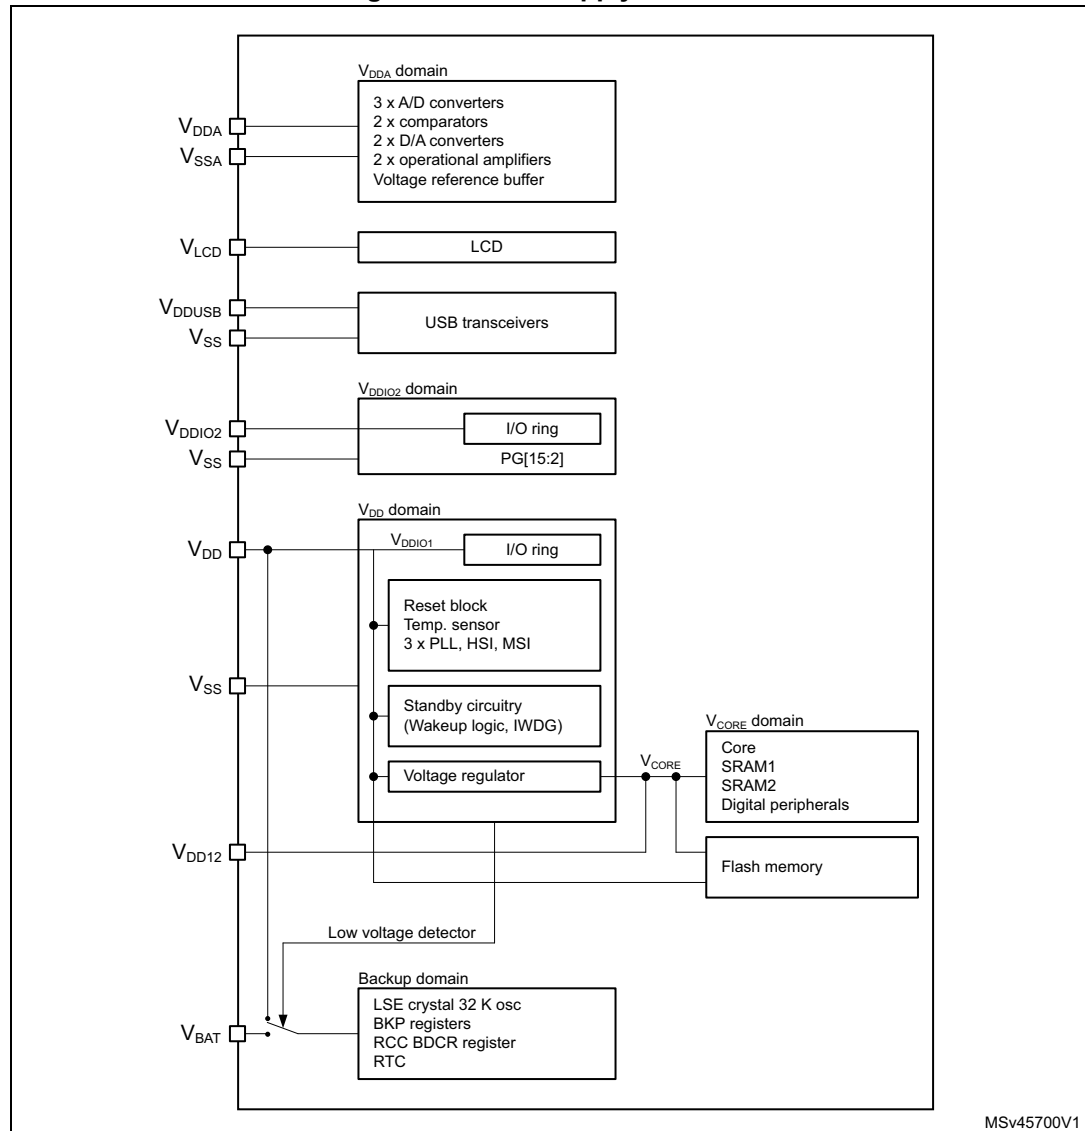 V_DDA domain
3 x A/D converters
2 x comparators
2 x D/A converters
2 x operational amplifiers
Voltage reference buffer
V_DDA
V_SSA
V_LCD
LCD
V_DDUSB
V_SS
USB transceivers
V_DDIO2 domain
V_DDIO2
I/O ring
V_SS
PG[15:2]
V_DD domain
V_DD
V_DDIO1
I/O ring
Reset block
Temp. sensor
3 x PLL, HSI, MSI
V_SS
Standby circuitry
(Wakeup logic, IWDG)
Voltage regulator
V_CORE
V_CORE domain
Core
SRAM1
SRAM2
Digital peripherals
V_DD12
Flash memory
Low voltage detector
Backup domain
LSE crystal 32 K osc
BKP registers
RCC BDCR register
RTC
V_BAT
MSv45700V1